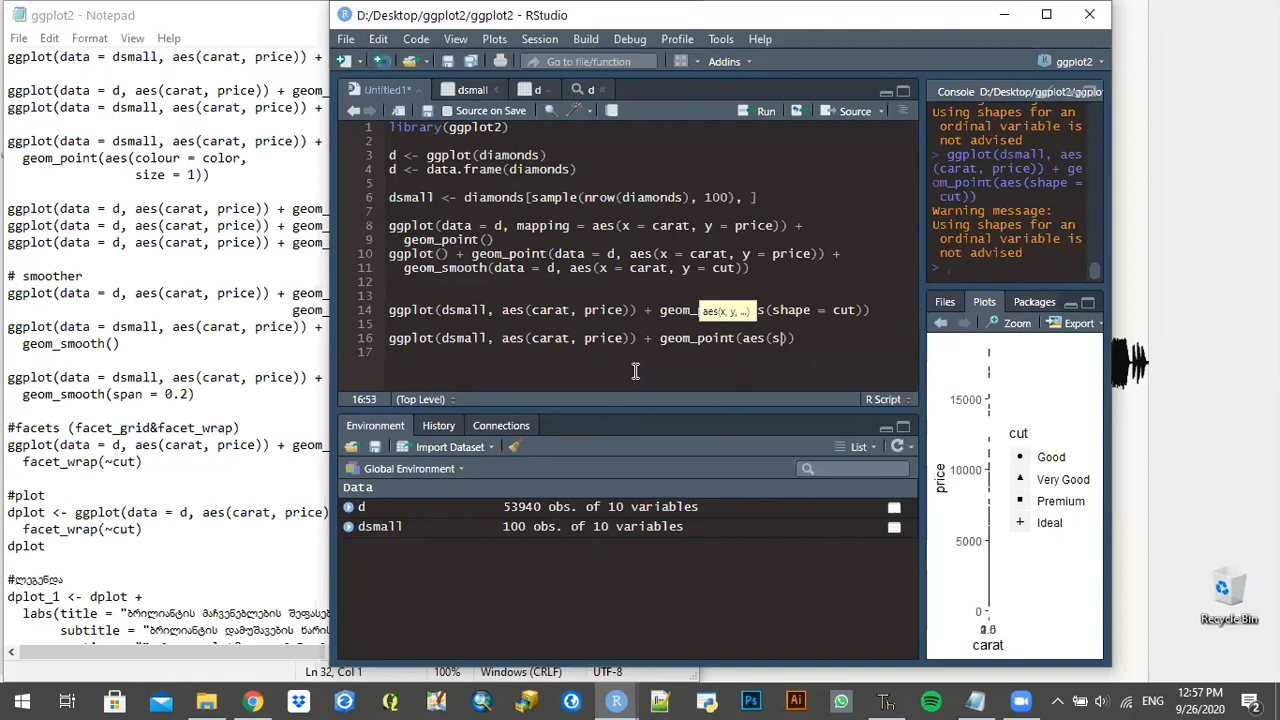 ggplot2 - Notepad
File Edit Format View Help
ggplot(data = dsmall, aes(carat, price)) +
ggplot(data = d, aes(carat, price)) + geom_
ggplot(data = dsmall, aes(carat, price)) +
ggplot(data = dsmall, aes(carat, price)) +
geom_point(aes(colour = color,
size = 1))
ggplot(data = d, aes(carat, price)) + geom_
ggplot(data = d, aes(carat, price)) + geom_
ggplot(data = d, aes(carat, price)) + geom_
# smoother
ggplot(data = d, aes(carat, price)) + geom_
geom_smooth()
ggplot(data = d, aes(carat, price)) + geom_
geom_smooth(span = 0.2)
#facets (facet_grid&facet_wrap)
ggplot(data = d, aes(carat, price)) + geom_
facet_wrap(~cut)
#plot
dplot <- ggplot(data = d, aes(carat, price)
facet_wrap(~cut)
dplot
#ლეგენდა
dplot_1 <- dplot +
labs(title = "ბრილიანტის მაჩვენებლების შეფასებ
subtitle = "ბრილიანტის დამუშავების ხარის
Ln 32, Col 1 100% Windows (CRLF) UTF-8
D:/Desktop/ggplot2/ggplot2 - RStudio
File Edit Code View Plots Session Build Debug Profile Tools Help
Go to file/function Addins ggplot2
Untitled1* dsmall d d
Source on Save Run Source
1 library(ggplot2)
2
3 d <- ggplot(diamonds)
4 d <- data.frame(diamonds)
5
6 dsmall <- diamonds[sample(nrow(diamonds), 100), ]
7
8 ggplot(data = d, mapping = aes(x = carat, y = price)) +
9 geom_point()
10 ggplot() + geom_point(data = d, aes(x = carat, y = price)) +
11 geom_smooth(data = d, aes(x = carat, y = cut))
12
13
14 ggplot(dsmall, aes(carat, price)) + geom_ s(shape = cut))
aes(x, y, ...)
15
16 ggplot(dsmall, aes(carat, price)) + geom_point(aes(s))
17
16:53 (Top Level) R Script
Environment History Connections
Import Dataset List
Global Environment
Data
d 53940 obs. of 10 variables
dsmall 100 obs. of 10 variables
Console D:/Desktop/ggplot2/ggplot
Using shapes for an
ordinal variable is
not advised
> ggplot(dsmall, aes
(carat, price)) + ge
om_point(aes(shape =
cut))
Warning message:
Using shapes for an
ordinal variable is
not advised
>
Files Plots Packages
Zoom Export
15000
10000
5000
0
price
carat
cut
Good
Very Good
Premium
Ideal
Recycle Bin
ENG
12:57 PM
9/26/2020
2